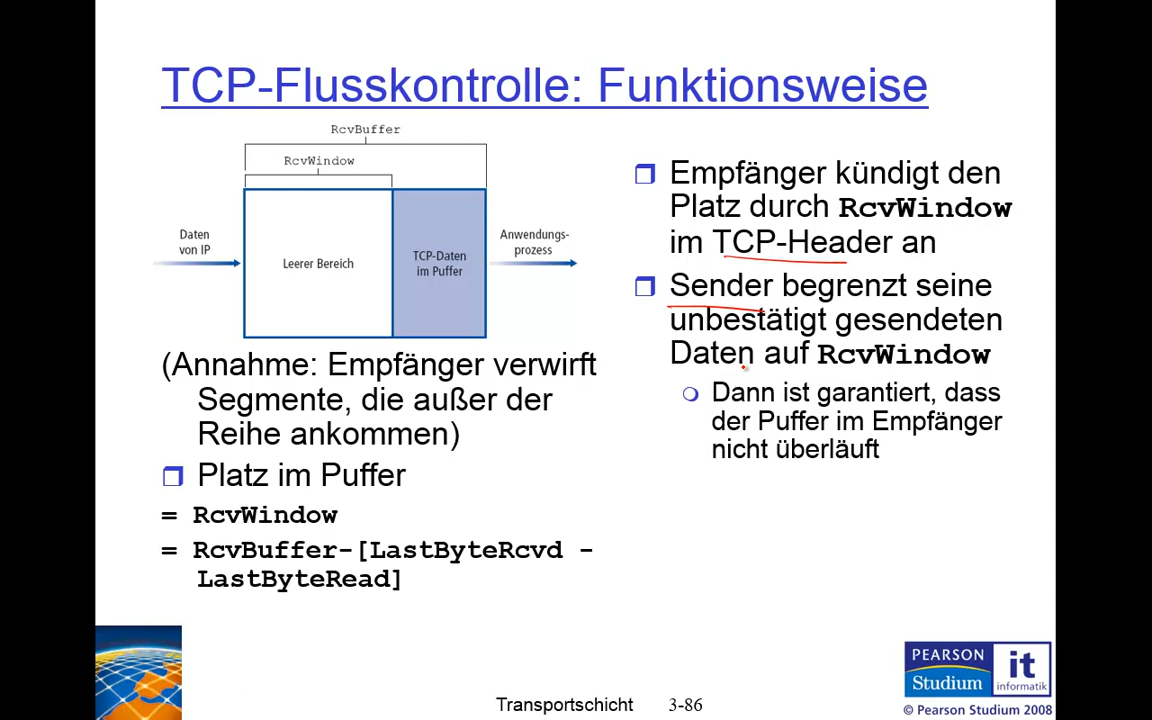 TCP-Flusskontrolle: Funktionsweise
RcvBuffer
RcvWindow
Daten
von IP
Leerer Bereich
TCP-Daten
im Puffer
Anwendungs-
prozess
(Annahme: Empfänger verwirft
Segmente, die außer der
Reihe ankommen)
Platz im Puffer
= RcvWindow
= RcvBuffer-[LastByteRcvd -
LastByteRead]
Empfänger kündigt den
Platz durch RcvWindow
im TCP-Header an
Sender begrenzt seine
unbestätigt gesendeten
Daten auf RcvWindow
Dann ist garantiert, dass
der Puffer im Empfänger
nicht überläuft
Transportschicht 3-86
PEARSON
Studium
it
informatik
© Pearson Studium 2008